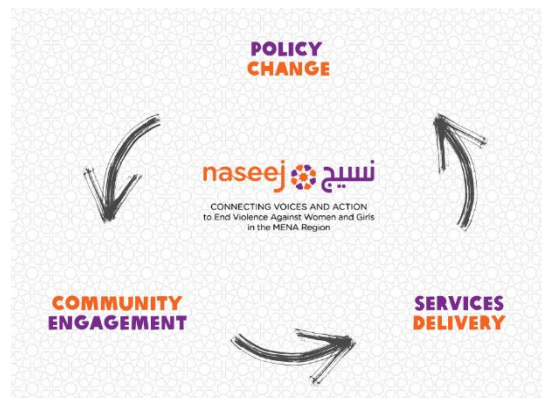 POLICY
CHANGE
naseej نسيج
CONNECTING VOICES AND ACTION
to End Violence Against Women and Girls
in the MENA Region
COMMUNITY
ENGAGEMENT
SERVICES
DELIVERY